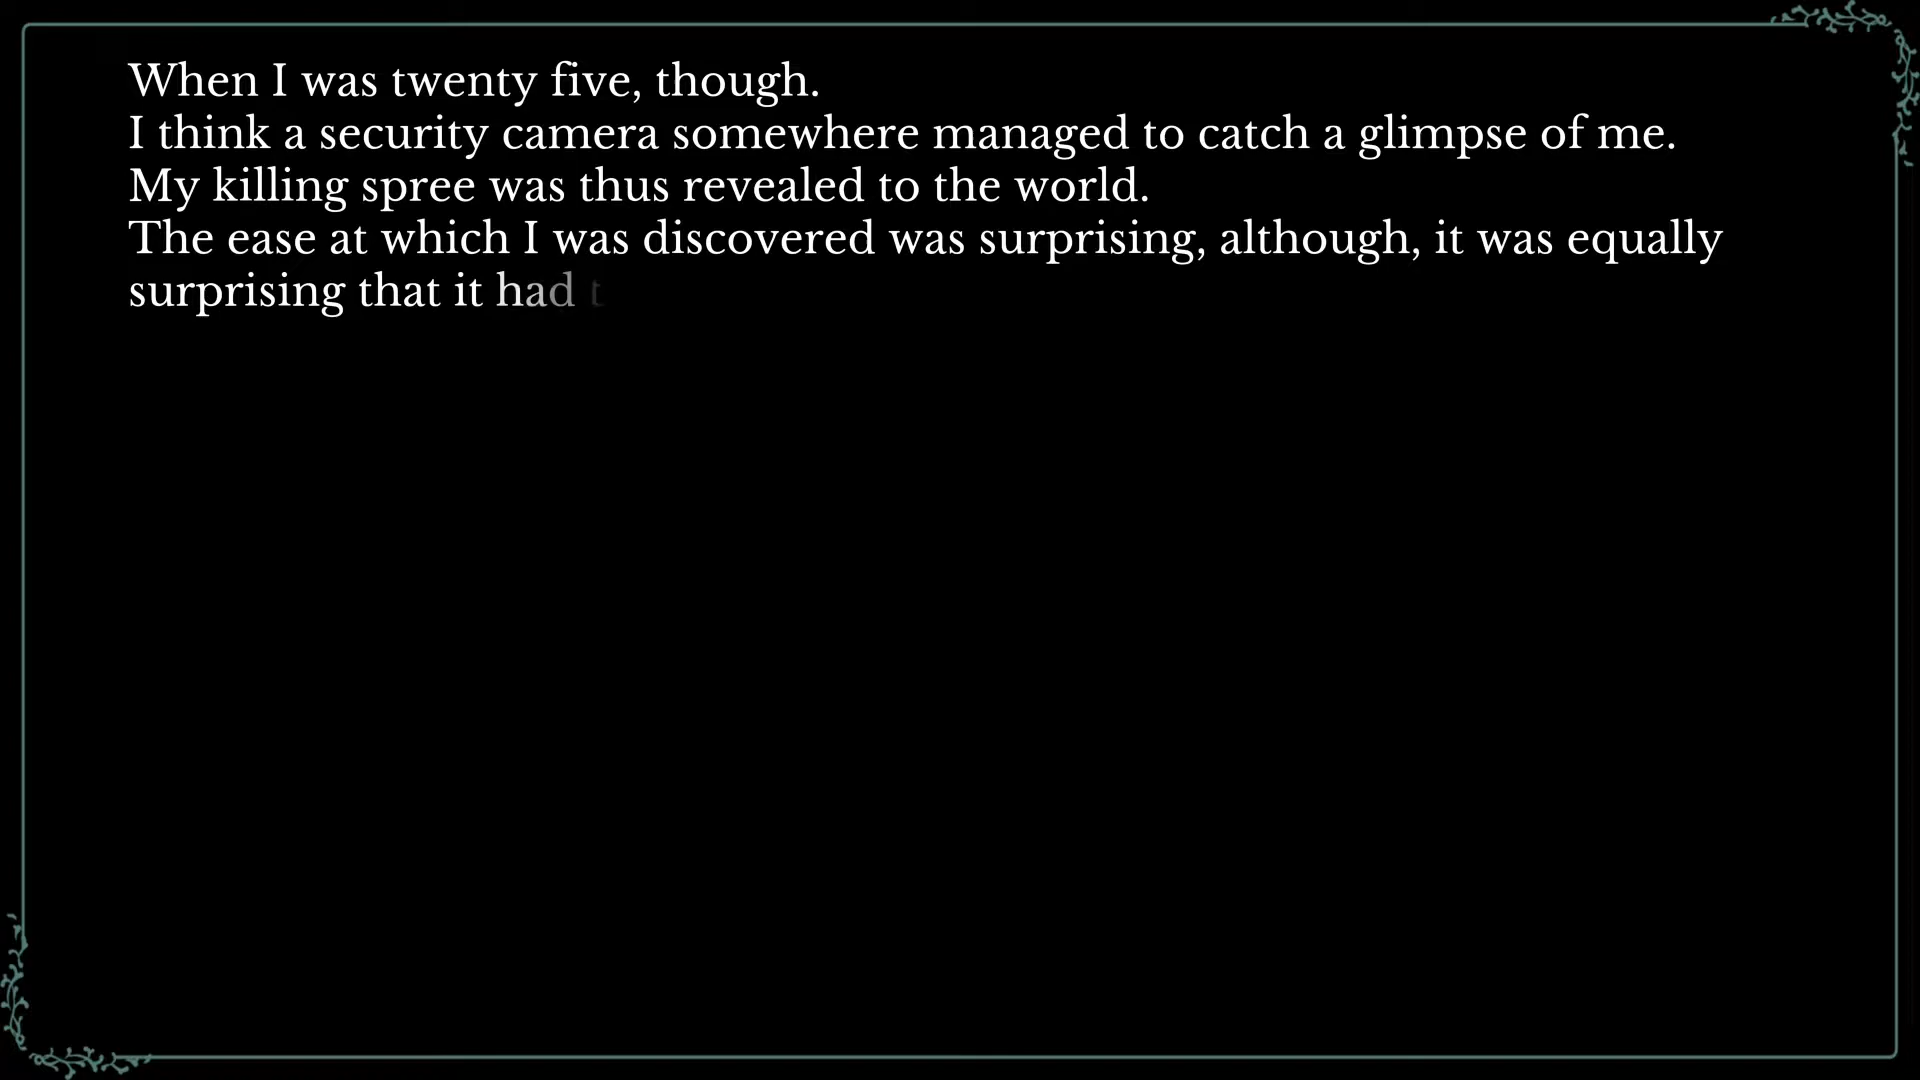 When I was twenty five, though.
I think a security camera somewhere managed to catch a glimpse of me.
My killing spree was thus revealed to the world.
The ease at which I was discovered was surprising, although, it was equally
surprising that it had t